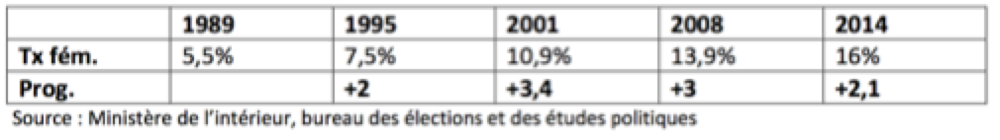 1989 1995 2001 2008 2014
Tx fém. 5,5% 7,5% 10,9% 13,9% 16%
Prog. +2 +3,4 +3 +2,1
Source : Ministère de l'intérieur, bureau des élections et des études politiques